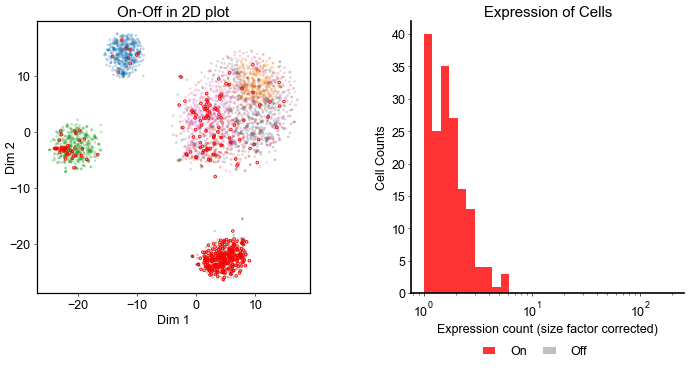 On-Off in 2D plot
10
0
−10
−20
Dim 2
−20
−10
0
10
Dim 1
Expression of Cells
40
35
30
25
20
15
10
5
0
Cell Counts
10^0
10^1
10^2
Expression count (size factor corrected)
On
Off